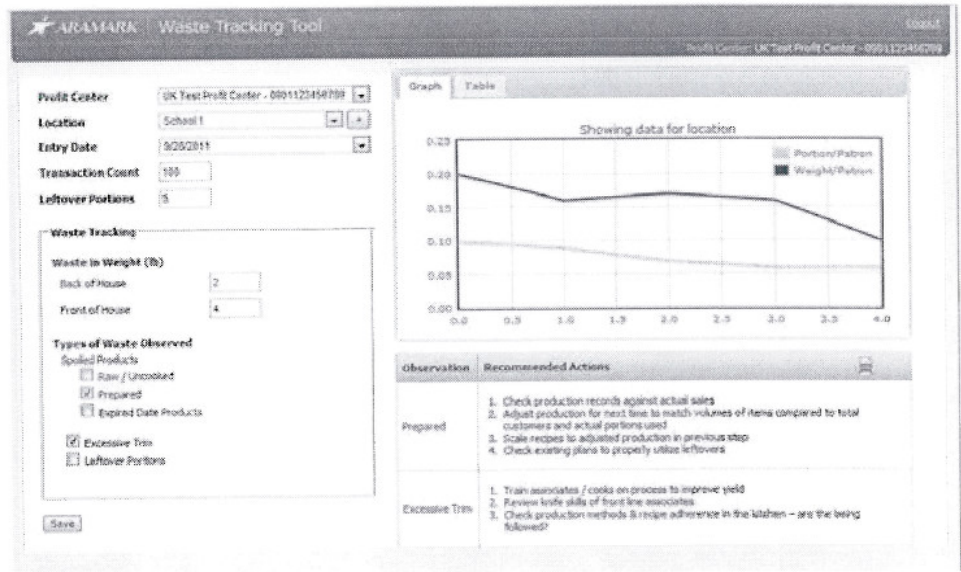 ARAMARK Waste Tracking Tool
Logout
Profit Center: UK Test Profit Center - 0001123456789
Profit Center UK Test Profit Center - 0001123456789
Location School 1
Entry Date 9/28/2011
Transaction Count 100
Leftover Portions 5
Waste Tracking
Waste in Weight (lb)
Back of House 2
Front of House 4
Types of Waste Observed
Spoiled Products
Raw / Uncooked
Prepared
Expired Date Products
Excessive Trim
Leftover Portions
Save
Graph Table
Showing data for location
Portion/Patron
Weight/Patron
0.25
0.20
0.15
0.10
0.05
0.00
0.0 0.5 1.0 1.5 2.0 2.5 3.0 3.5 4.0
Observation Recommended Actions
Prepared
1. Check production records against actual sales
2. Adjust production for next time to match volumes of items compared to total
customers and actual portions used
3. Scale recipes to adjusted production in previous step
4. Check existing plans to properly utilize leftovers
Excessive Trim
1. Train associates / cooks on process to improve yield
2. Review knife skills of front line associates
3. Check production methods & recipe adherence in the kitchen – are the being
followed?